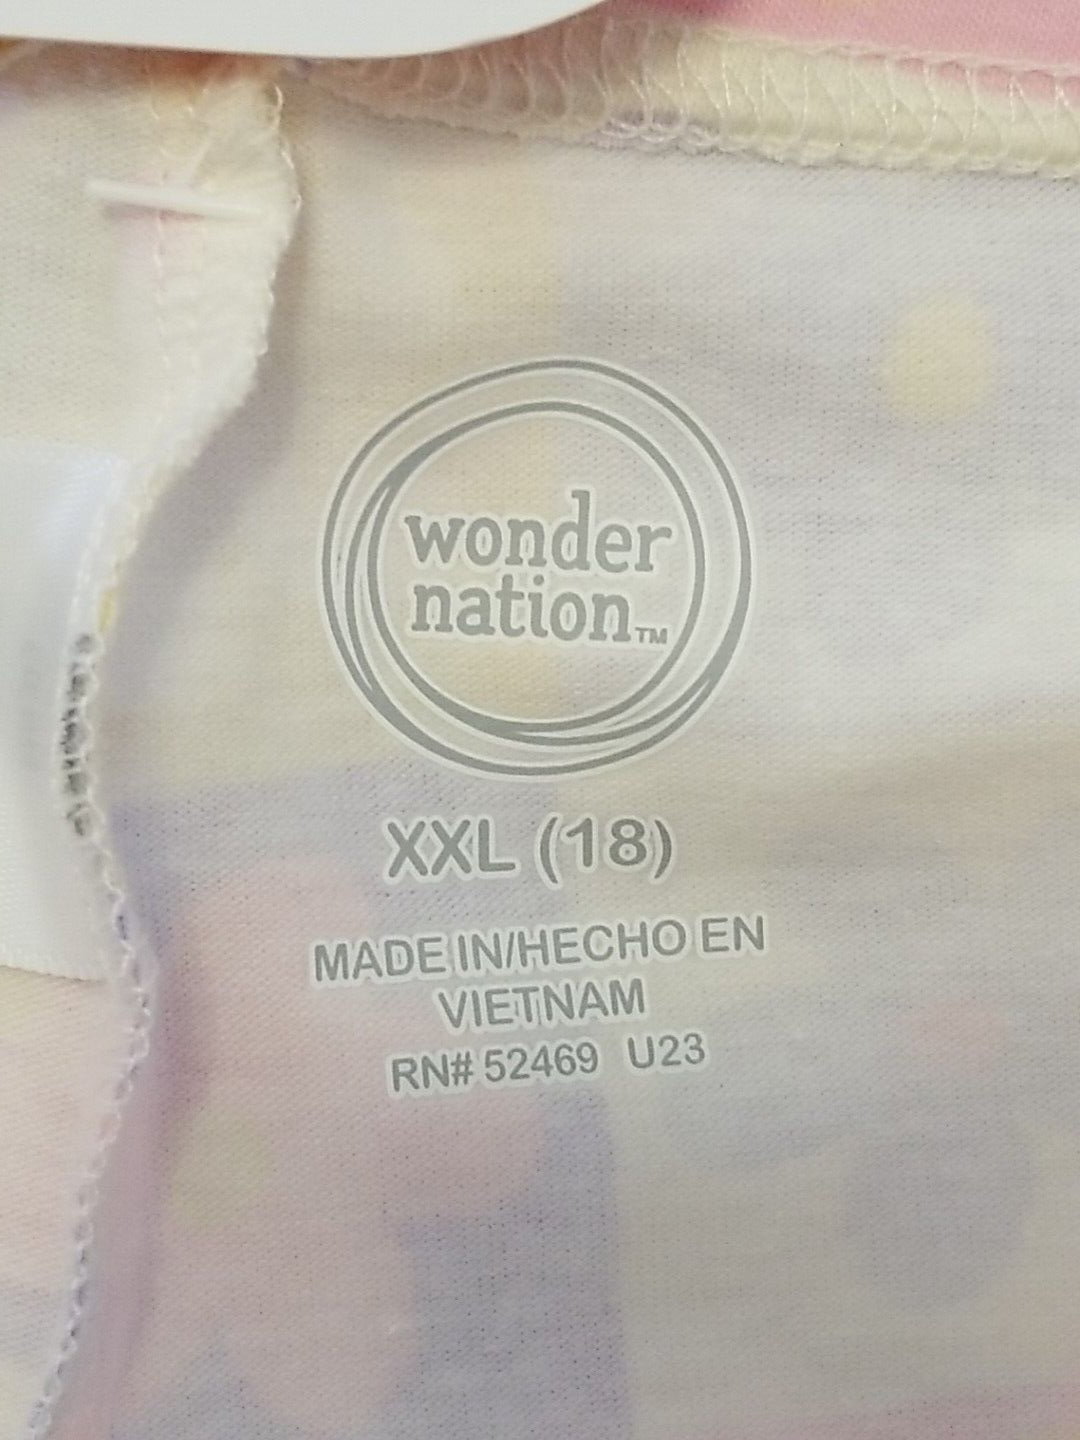 wonder
nation™
XXL (18)
MADE IN/HECHO EN
VIETNAM
RN# 52469 U23